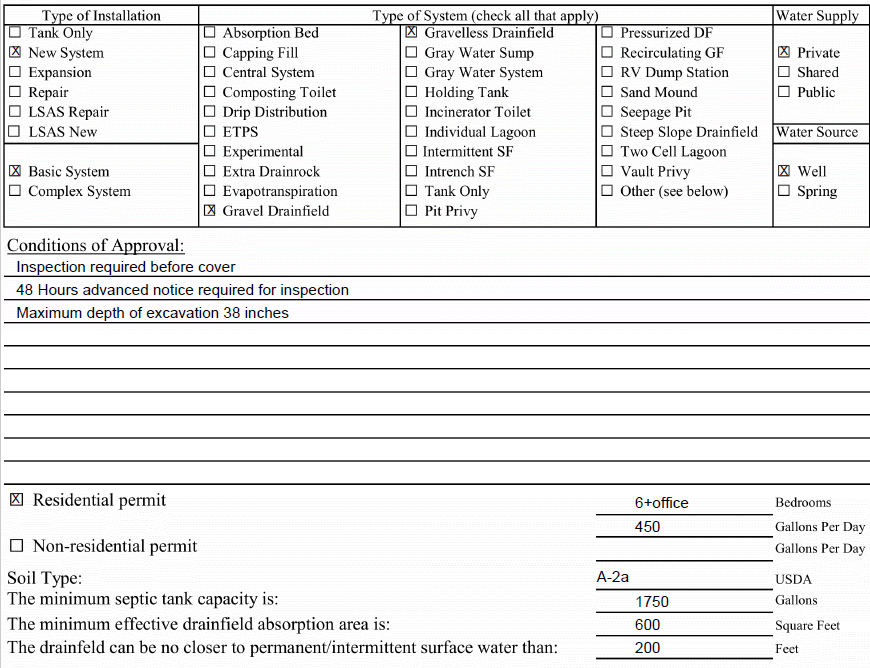 Type of Installation Type of System (check all that apply) Water Supply
☐ Tank Only ☐ Absorption Bed ☒ Gravelless Drainfield ☐ Pressurized DF
☒ New System ☐ Capping Fill ☐ Gray Water Sump ☐ Recirculating GF ☒ Private
☐ Expansion ☐ Central System ☐ Gray Water System ☐ RV Dump Station ☐ Shared
☐ Repair ☐ Composting Toilet ☐ Holding Tank ☐ Sand Mound ☐ Public
☐ LSAS Repair ☐ Drip Distribution ☐ Incinerator Toilet ☐ Seepage Pit
☐ LSAS New ☐ ETPS ☐ Individual Lagoon ☐ Steep Slope Drainfield Water Source
☐ Experimental ☐ Intermittent SF ☐ Two Cell Lagoon
☒ Basic System ☐ Extra Drainrock ☐ Intrench SF ☐ Vault Privy ☒ Well
☐ Complex System ☐ Evapotranspiration ☐ Tank Only ☐ Other (see below) ☐ Spring
☒ Gravel Drainfield ☐ Pit Privy
Conditions of Approval:
Inspection required before cover
48 Hours advanced notice required for inspection
Maximum depth of excavation 38 inches
☒ Residential permit 6+office Bedrooms
450 Gallons Per Day
☐ Non-residential permit Gallons Per Day
Soil Type: A-2a USDA
The minimum septic tank capacity is: 1750 Gallons
The minimum effective drainfield absorption area is: 600 Square Feet
The drainfeld can be no closer to permanent/intermittent surface water than: 200 Feet